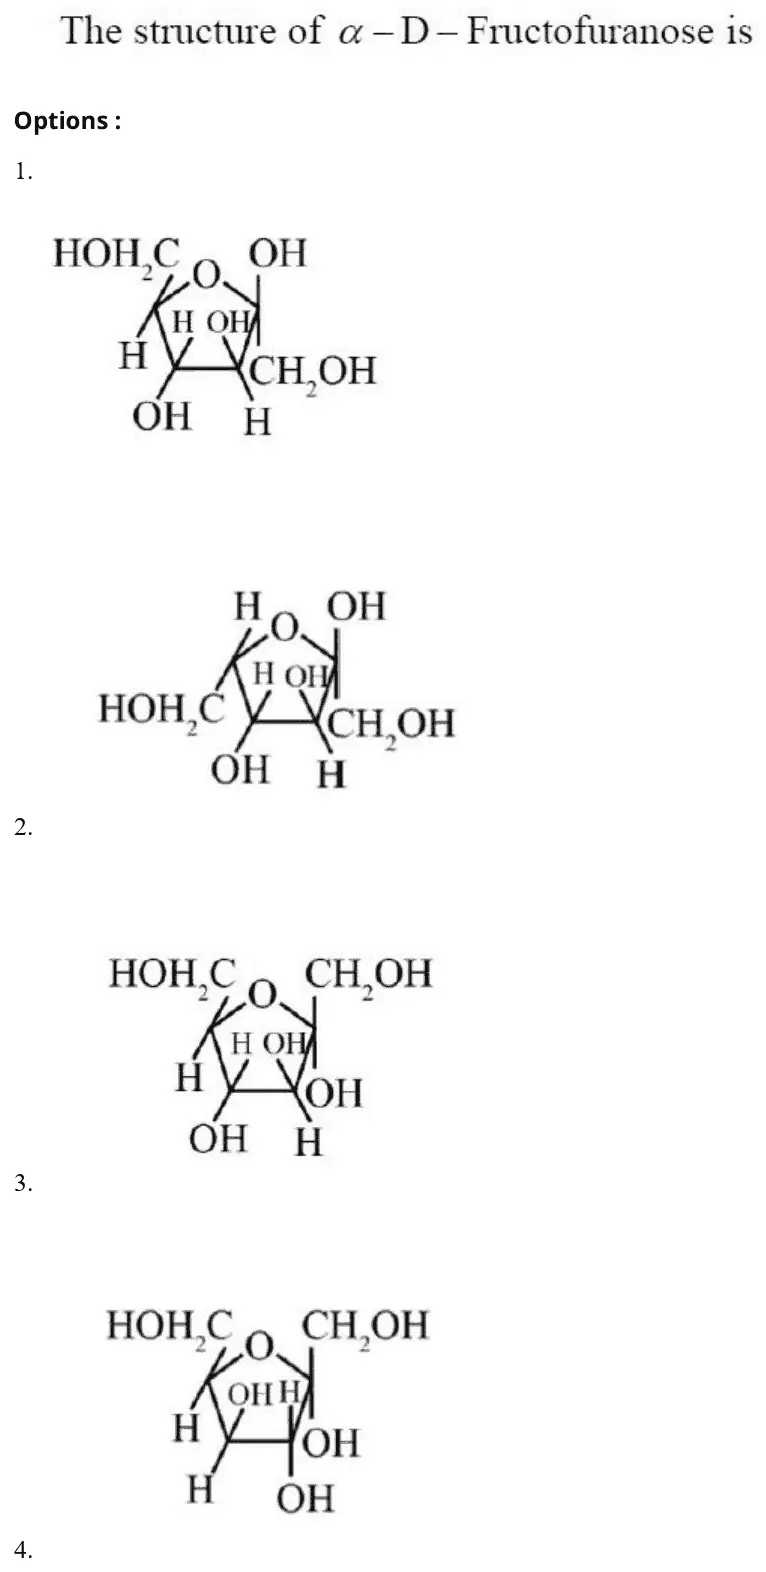 The structure of α – D – Fructofuranose is
Options :
1.
HOH₂C O OH
H OH
H CH₂OH
OH H
H O OH
H OH
HOH₂C CH₂OH
OH H
2.
HOH₂C O CH₂OH
H OH
H OH
OH H
3.
HOH₂C O CH₂OH
OH H
H OH
H OH
4.